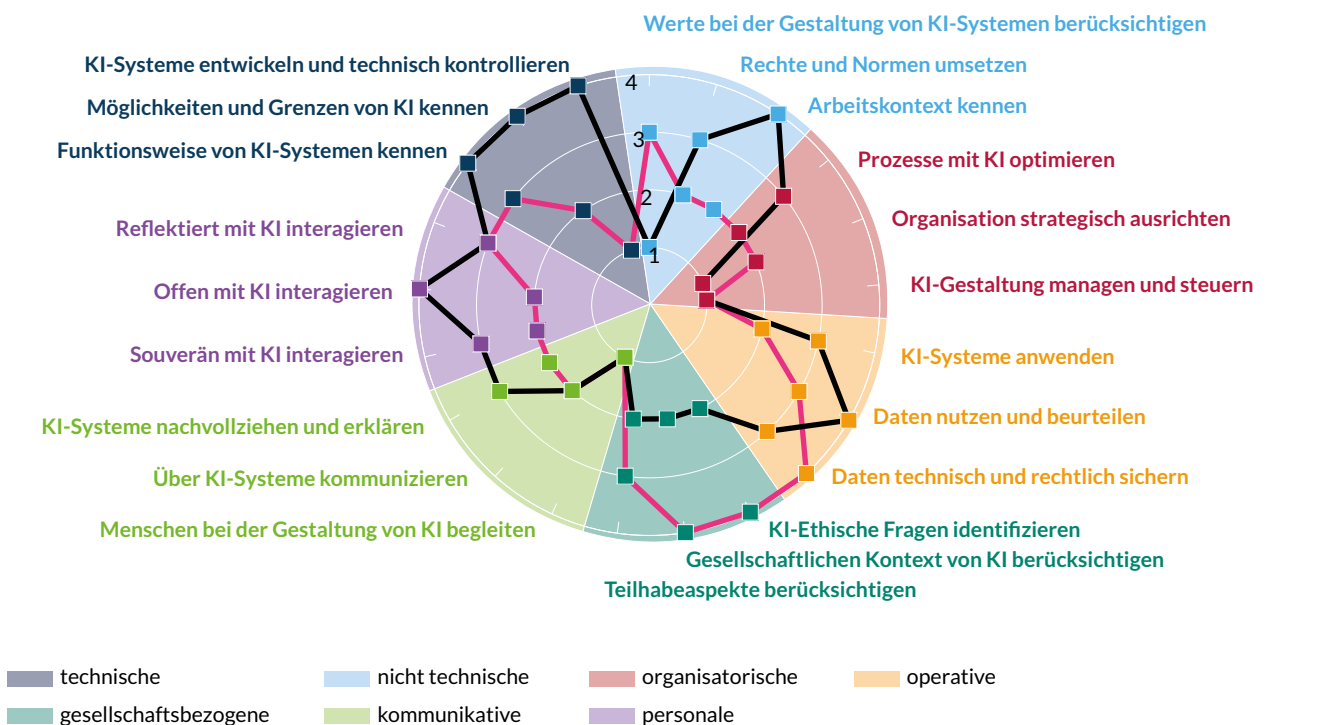 Werte bei der Gestaltung von KI-Systemen berücksichtigen
Rechte und Normen umsetzen
Arbeitskontext kennen
Prozesse mit KI optimieren
Organisation strategisch ausrichten
KI-Gestaltung managen und steuern
KI-Systeme anwenden
Daten nutzen und beurteilen
Daten technisch und rechtlich sichern
KI-Ethische Fragen identifizieren
Gesellschaftlichen Kontext von KI berücksichtigen
Teilhabeaspekte berücksichtigen
Menschen bei der Gestaltung von KI begleiten
Über KI-Systeme kommunizieren
KI-Systeme nachvollziehen und erklären
Souverän mit KI interagieren
Offen mit KI interagieren
Reflektiert mit KI interagieren
Funktionsweise von KI-Systemen kennen
Möglichkeiten und Grenzen von KI kennen
KI-Systeme entwickeln und technisch kontrollieren
4
3
2
1
technische
nicht technische
organisatorische
operative
gesellschaftsbezogene
kommunikative
personale